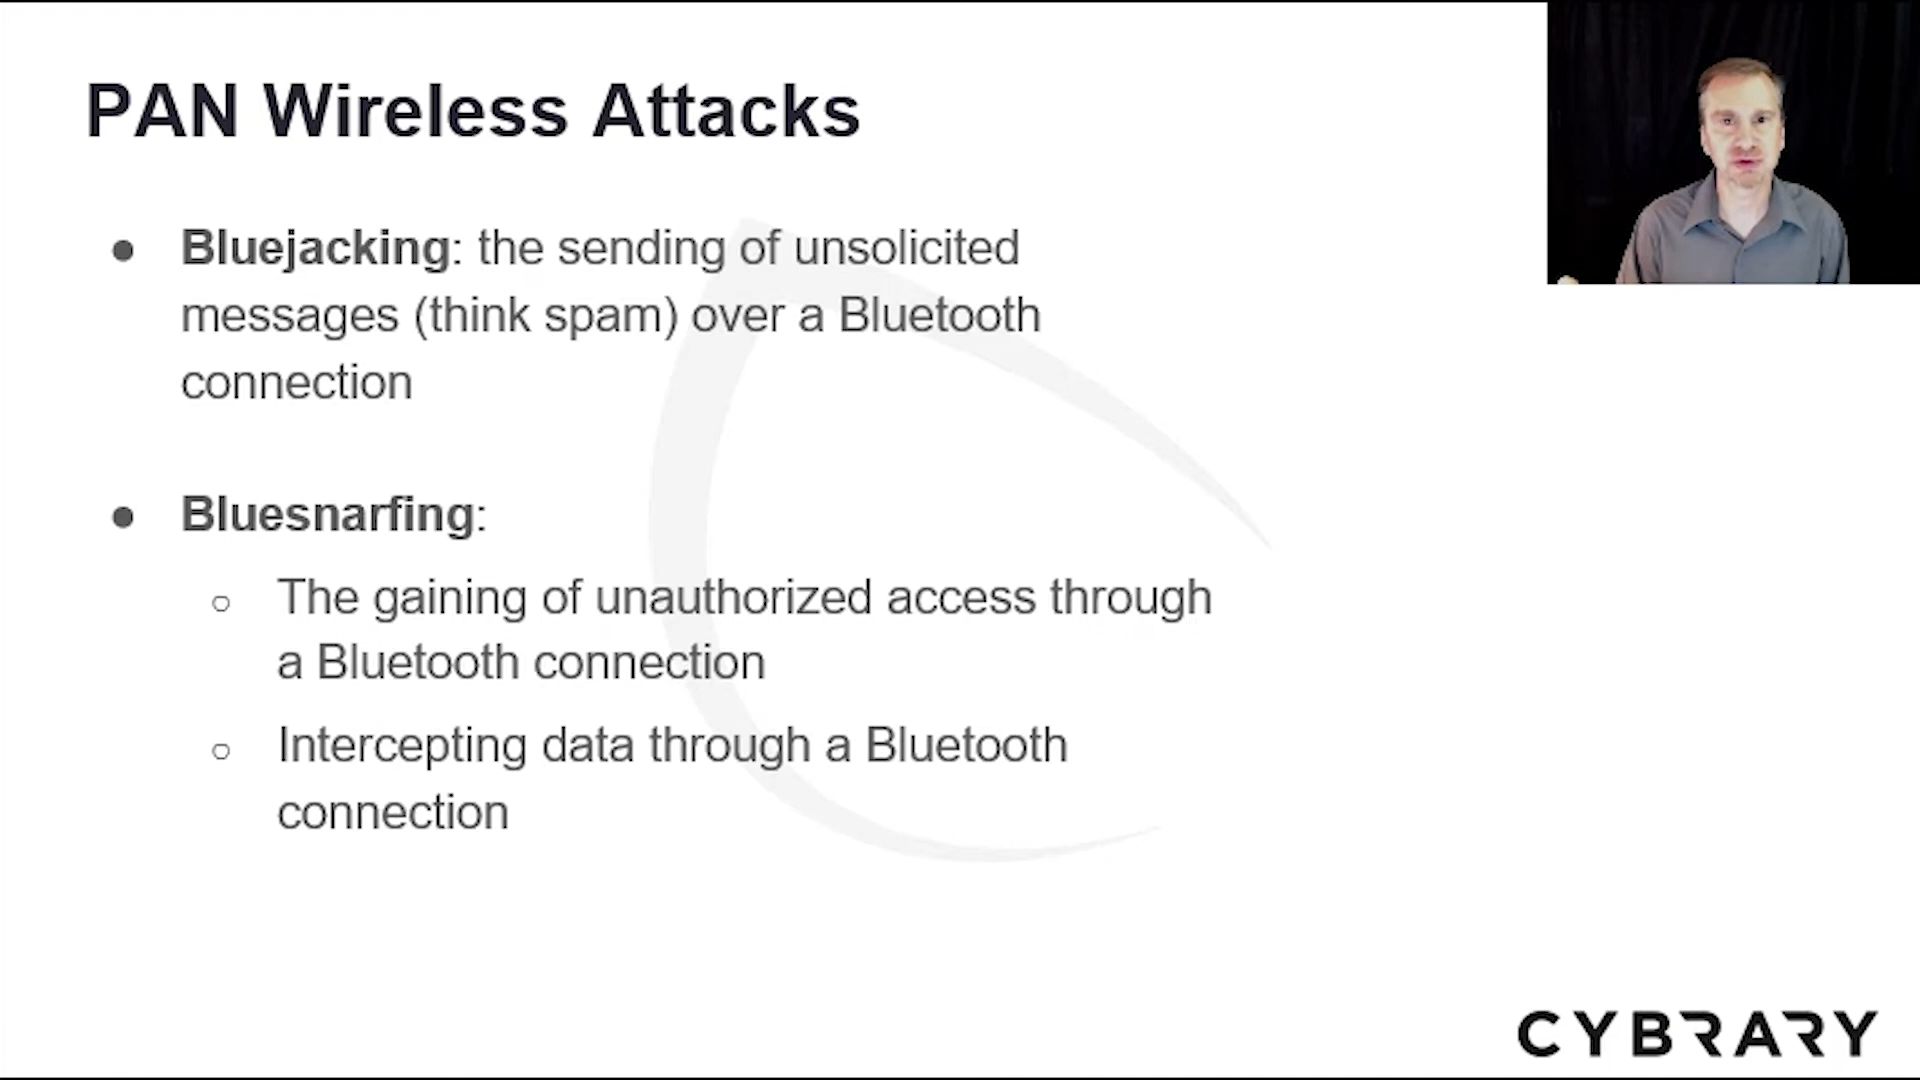 PAN Wireless Attacks
● Bluejacking: the sending of unsolicited
messages (think spam) over a Bluetooth
connection
● Bluesnarfing:
○ The gaining of unauthorized access through
a Bluetooth connection
○ Intercepting data through a Bluetooth
connection
CYBRARY